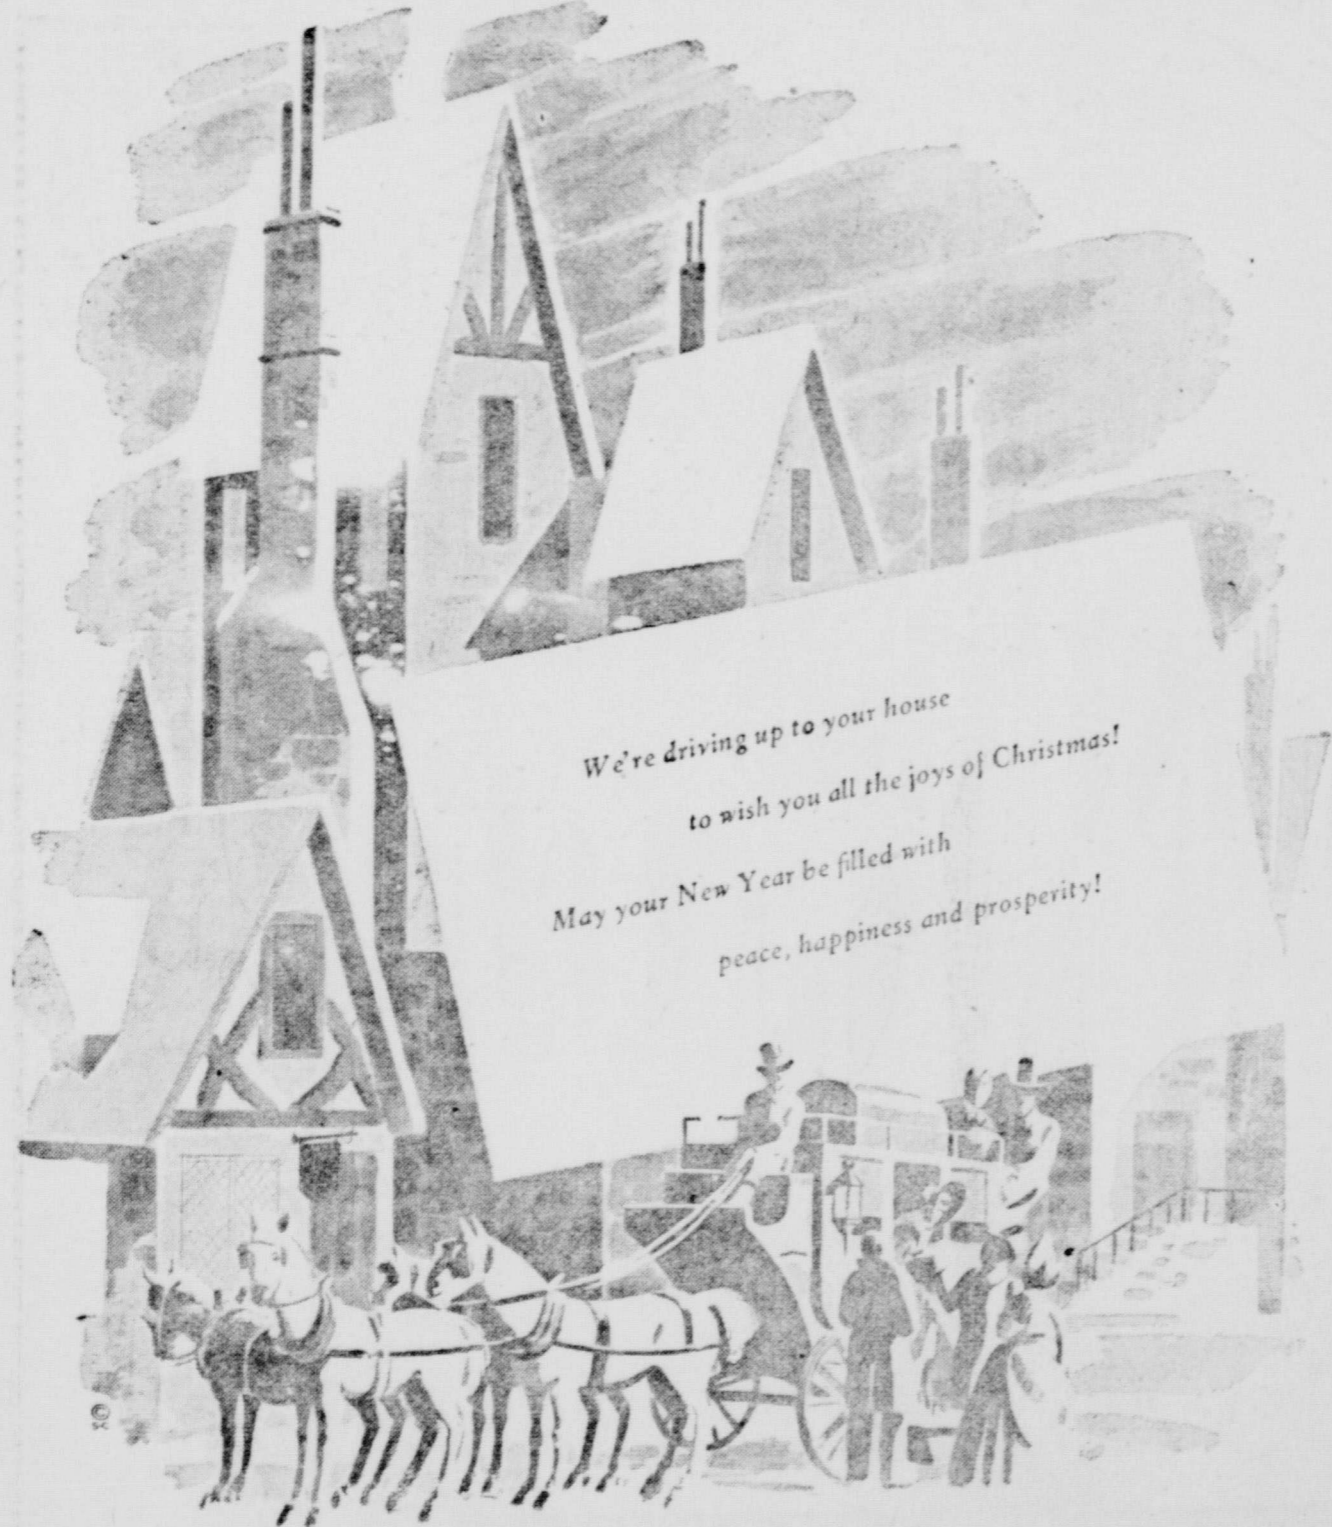 We're driving up to your house
to wish you all the joys of Christmas!
May your New Year be filled with
peace, happiness and prosperity!